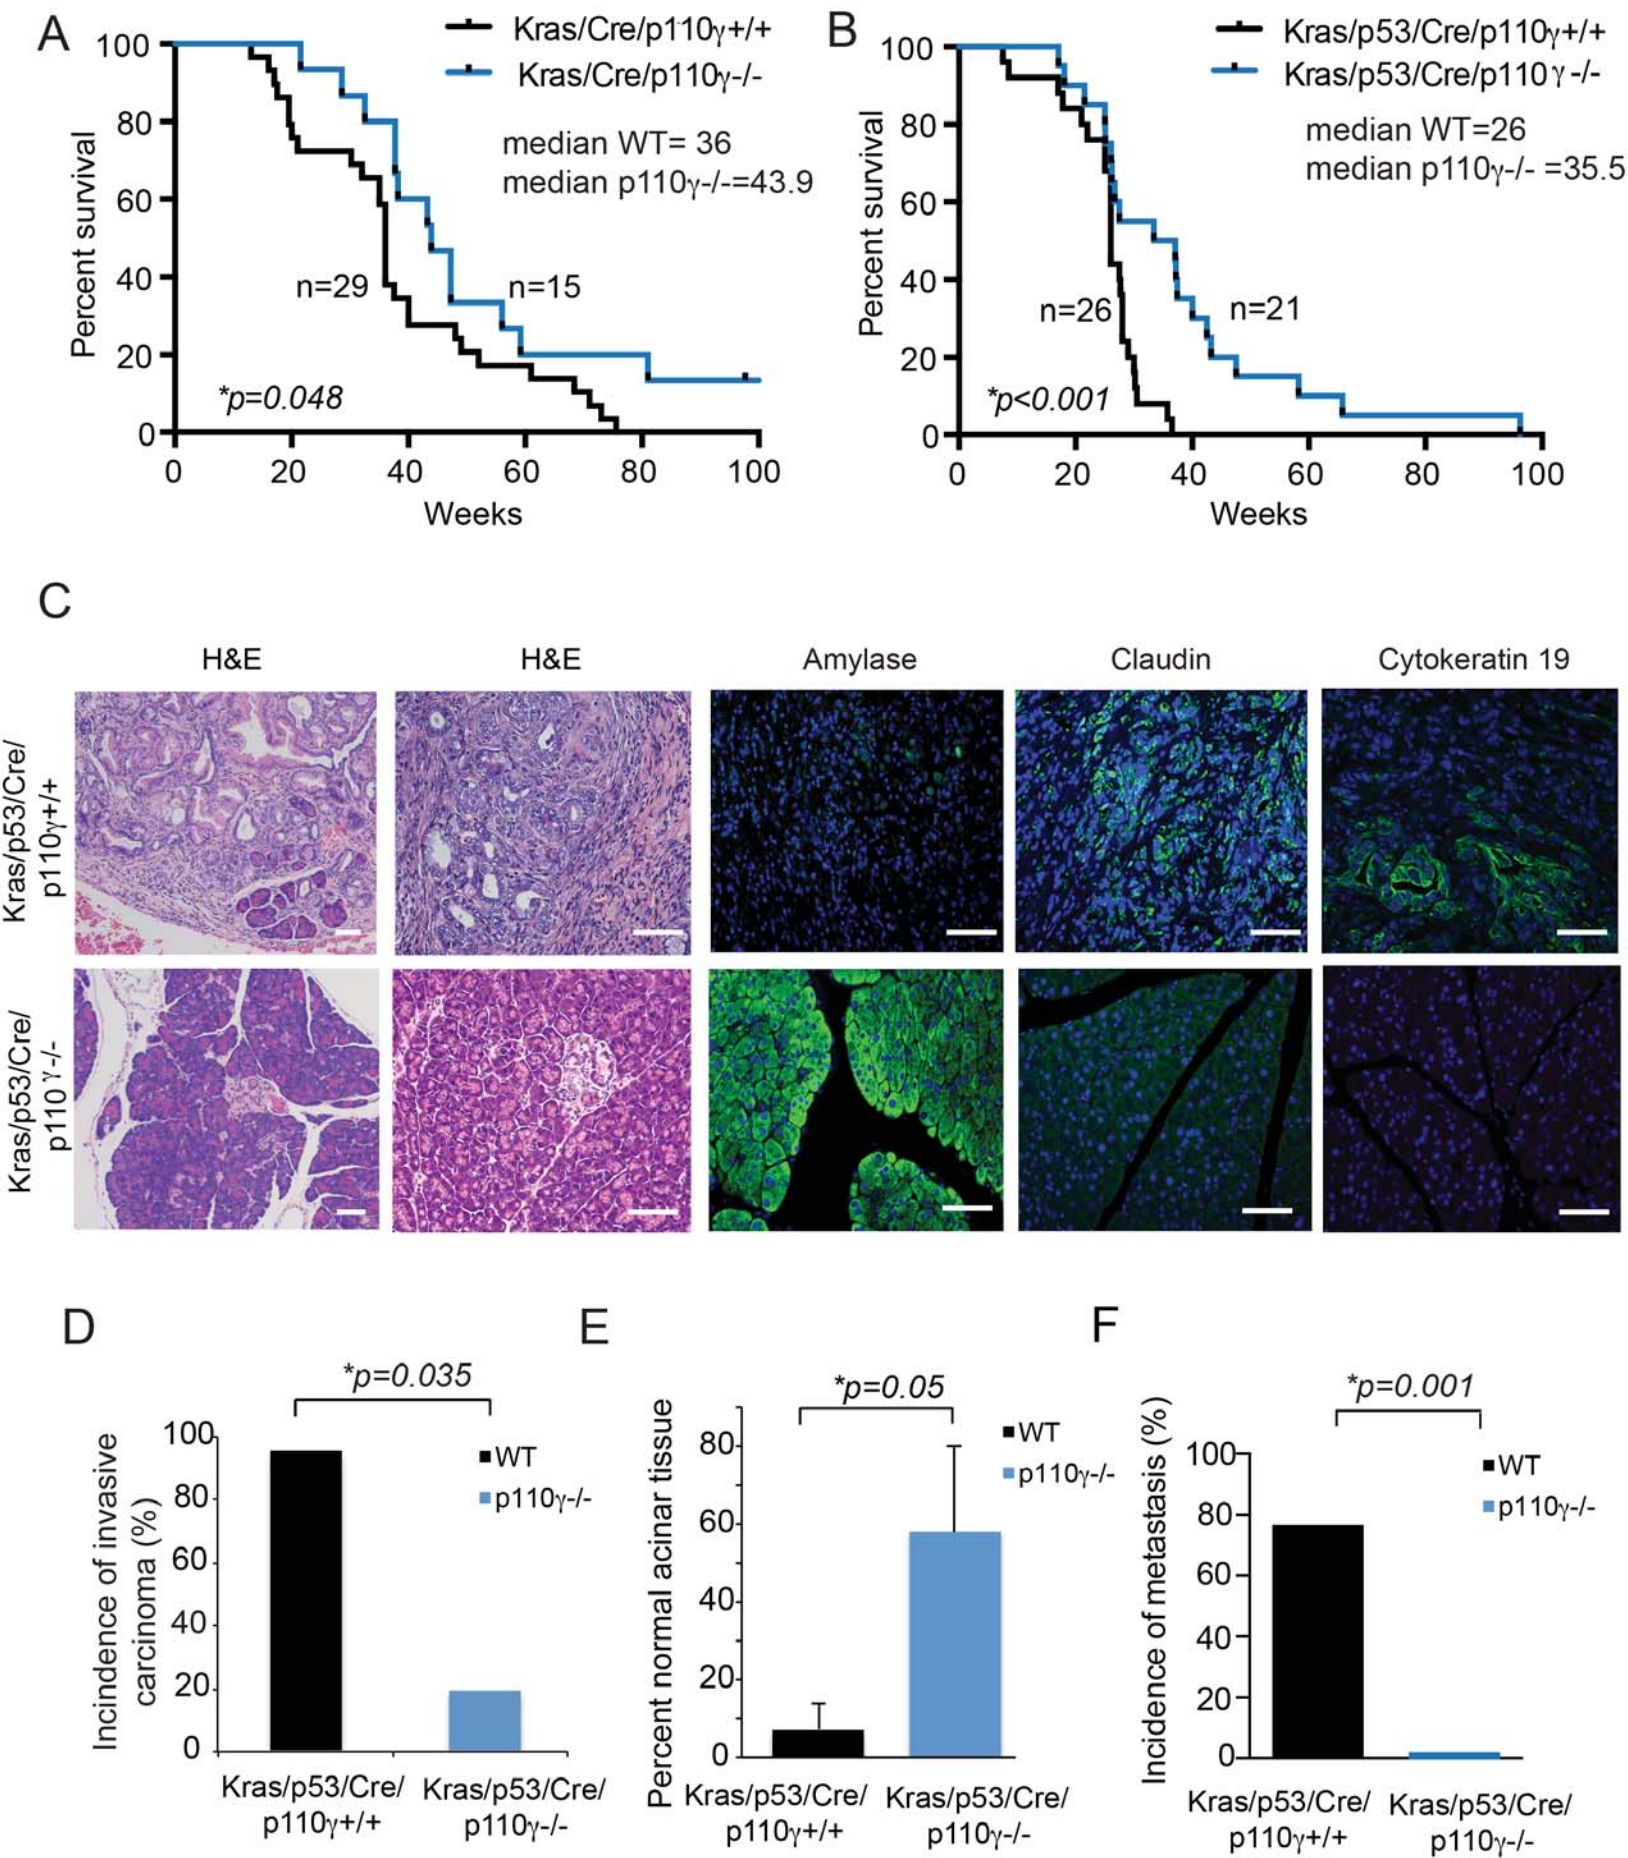 A
Kras/Cre/p110γ+/+
Kras/Cre/p110γ-/-
median WT= 36
median p110γ-/-=43.9
Percent survival
100
80
60
40
20
0
n=29
n=15
*p=0.048
0 20 40 60 80 100
Weeks
B
Kras/p53/Cre/p110γ+/+
Kras/p53/Cre/p110γ-/-
median WT=26
median p110γ-/- =35.5
Percent survival
100
80
60
40
20
0
n=26
n=21
*p<0.001
0 20 40 60 80 100
Weeks
C
H&E H&E Amylase Claudin Cytokeratin 19
Kras/p53/Cre/
p110γ+/+
Kras/p53/Cre/
p110 γ-/-
D
*p=0.035
Incindence of invasive
carcinoma (%)
100
80
60
40
20
0
WT
p110γ-/-
Kras/p53/Cre/
p110γ+/+
Kras/p53/Cre/
p110γ-/-
E
*p=0.05
Percent normal acinar tissue
80
60
40
20
0
WT
p110γ-/-
Kras/p53/Cre/
p110γ+/+
Kras/p53/Cre/
p110γ-/-
F
*p=0.001
Incidence of metastasis (%)
100
80
60
40
20
0
WT
p110γ-/-
Kras/p53/Cre/
p110γ+/+
Kras/p53/Cre/
p110γ-/-